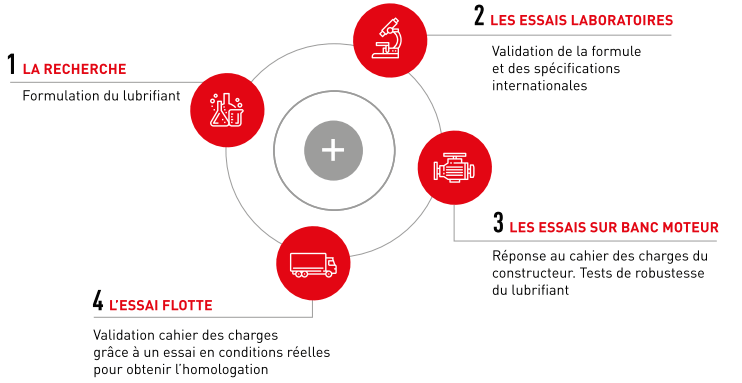 1 LA RECHERCHE
Formulation du lubrifiant
2 LES ESSAIS LABORATOIRES
Validation de la formule
et des spécifications
internationales
3 LES ESSAIS SUR BANC MOTEUR
Réponse au cahier des charges du
constructeur. Tests de robustesse
du lubrifiant
4 L’ESSAI FLOTTE
Validation cahier des charges
grâce à un essai en conditions réelles
pour obtenir l’homologation